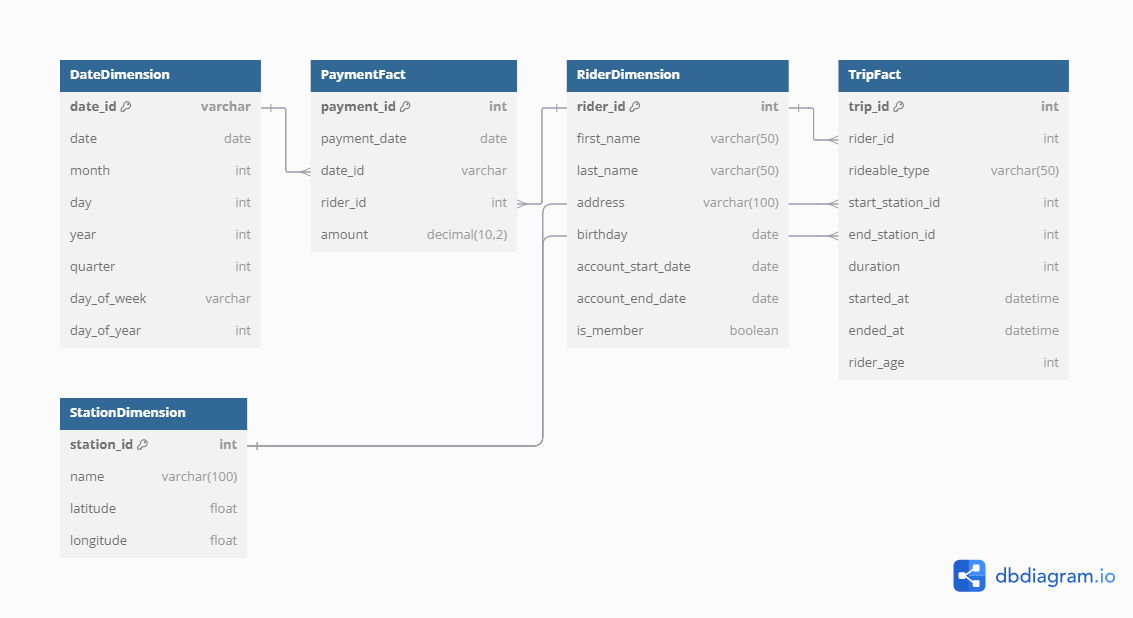 DateDimension
date_id varchar
date date
month int
day int
year int
quarter int
day_of_week varchar
day_of_year int
PaymentFact
payment_id int
payment_date date
date_id varchar
rider_id int
amount decimal(10,2)
RiderDimension
rider_id int
first_name varchar(50)
last_name varchar(50)
address varchar(100)
birthday date
account_start_date date
account_end_date date
is_member boolean
TripFact
trip_id int
rider_id int
rideable_type varchar(50)
start_station_id int
end_station_id int
duration int
started_at datetime
ended_at datetime
rider_age int
StationDimension
station_id int
name varchar(100)
latitude float
longitude float
dbdiagram.io